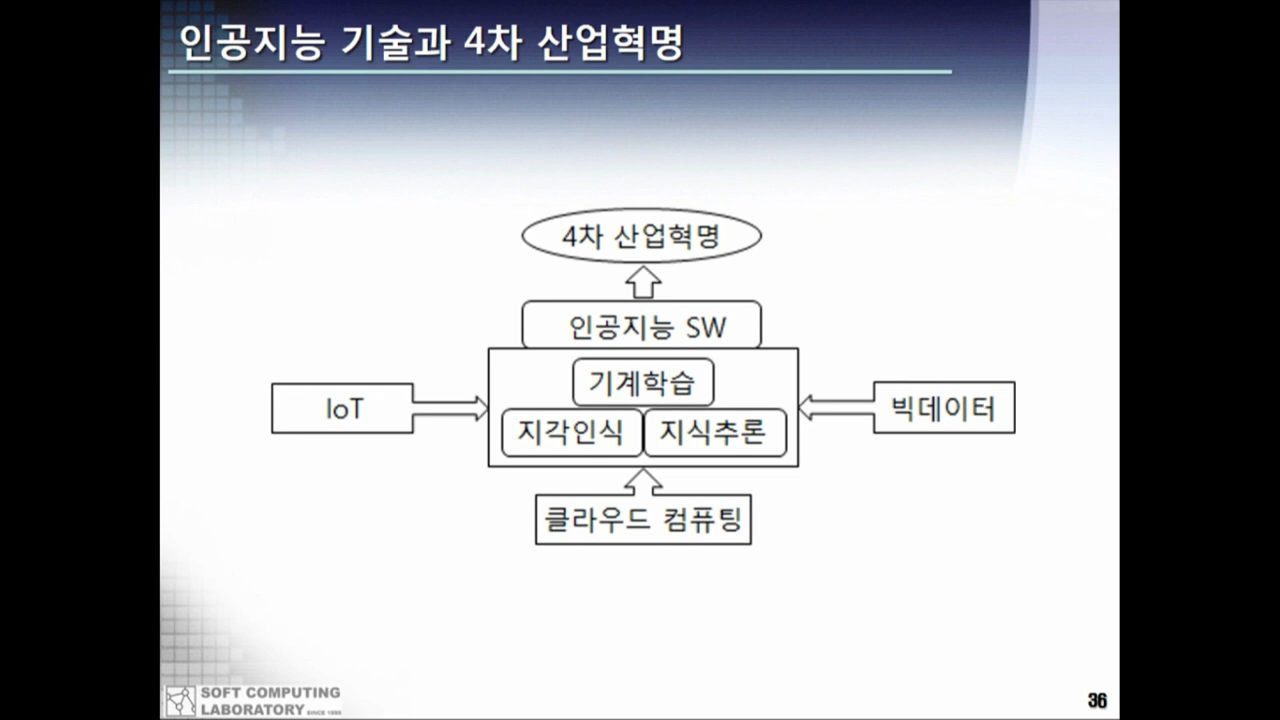 인공지능 기술과 4차 산업혁명
4차 산업혁명
인공지능 SW
기계학습
IoT
빅데이터
지각인식
지식추론
클라우드 컴퓨팅
SOFT COMPUTING
LABORATORY SINCE 1995
36